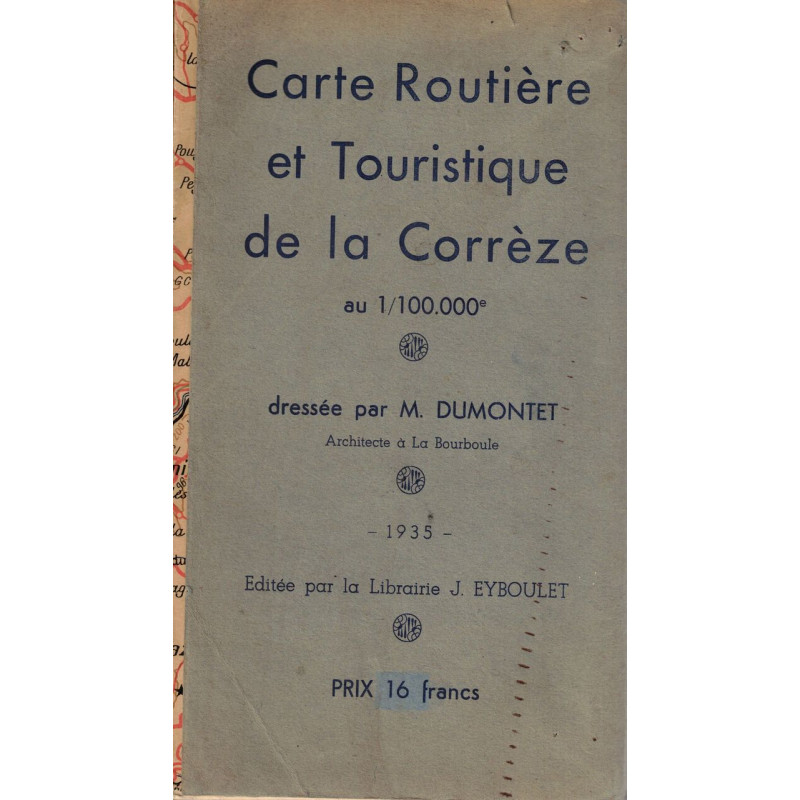 Carte Routière
et Touristique
de la Corrèze
au 1/100.000e
dressée par M. DUMONTET
Architecte à La Bourboule
- 1935 -
Editée par la Librairie J. EYBOULET
PRIX 16 francs